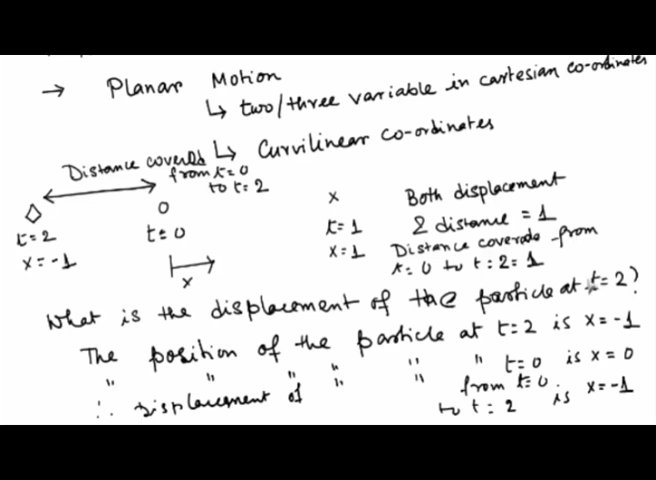 → Planar Motion
↳ two/three variable in cartesian co-ordinates
↳ Curvilinear co-ordinates
Distance covered
from t=0
to t=2
◇ O x Both displacement
t=2 t=0 t=1 & distance = 1
x=-1 x=1 Distance coverade from
x t=0 to t=2=1
What is the displacement of the particle at t=2?
The position of the particle at t=2 is x=-1
" " " " " " t=0 is x=0
∴ Displacement of " " from t=0 is x=-1
to t=2